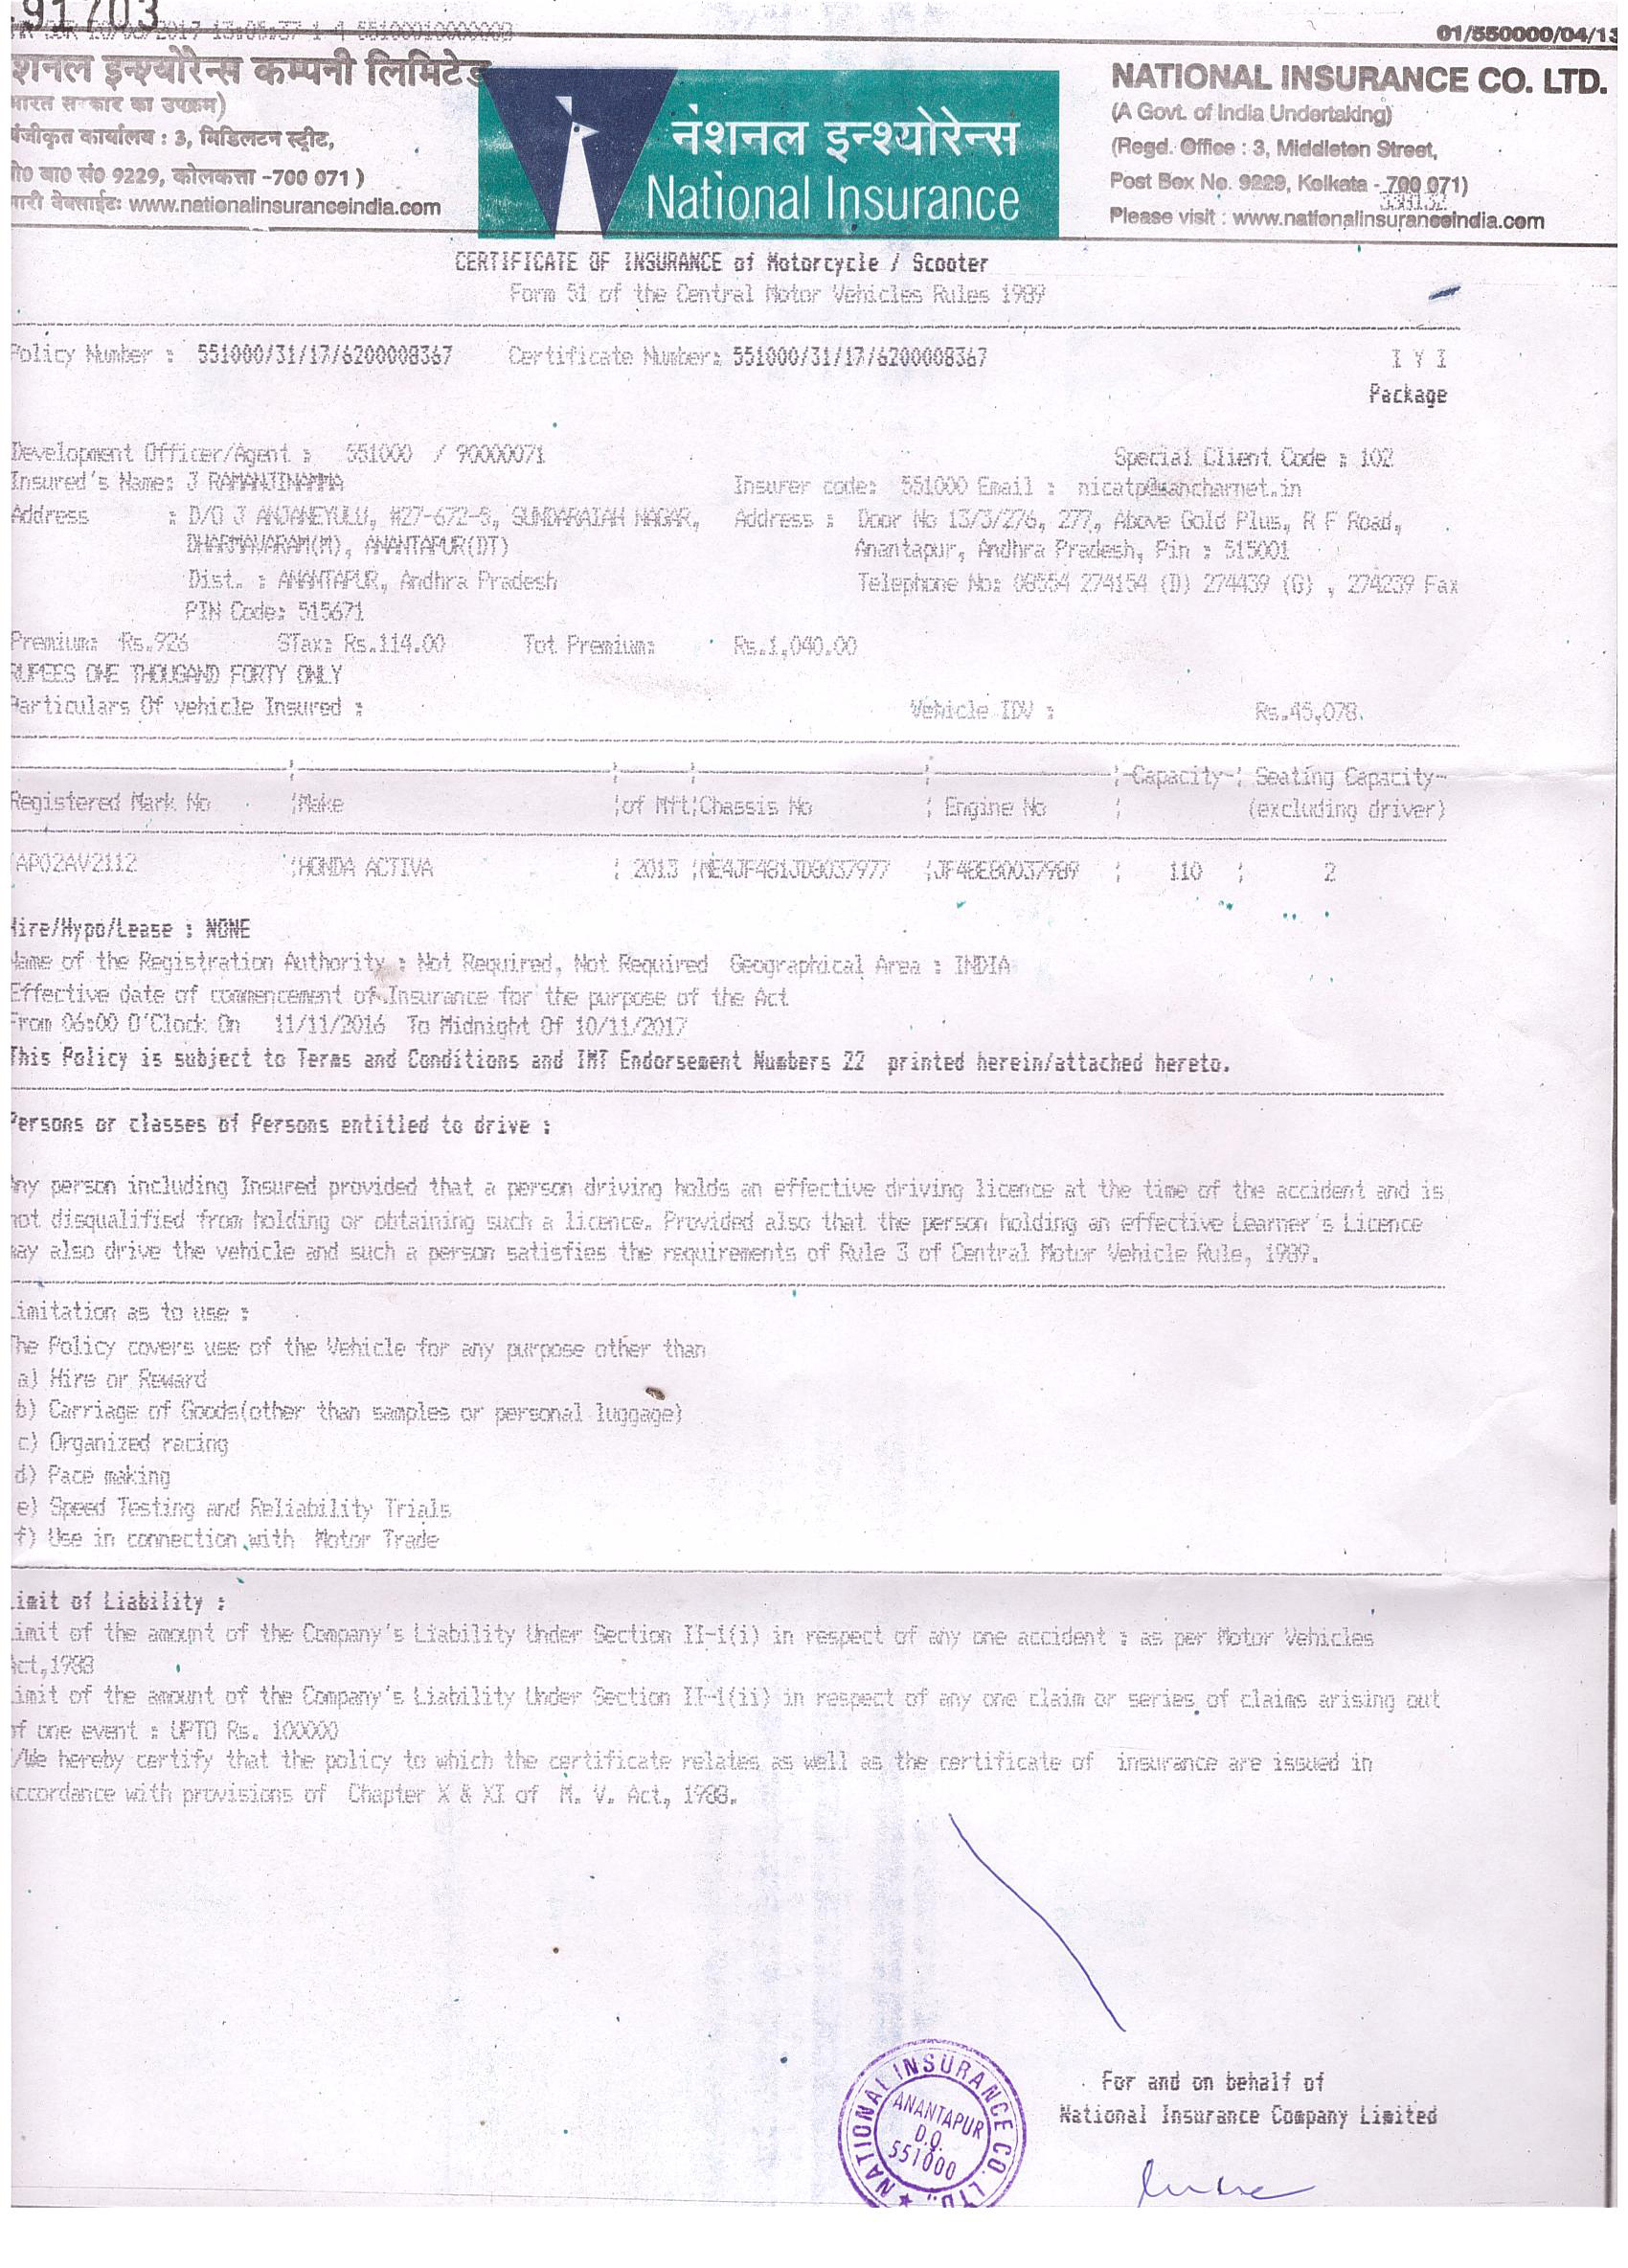 91703
01/550000/04/13
शनल इन्श्योरेन्स कम्पनी लिमिटेड
भारत सरकार का उपक्रम)
पंजीकृत कार्यालय : 3, मिडिलटन स्ट्रीट,
पो0 बा0 सं0 9229, कोलकत्ता -700 071)
मारी वेबसाईटः www.nationalinsuranceindia.com
नेशनल इन्श्योरेन्स
National Insurance
NATIONAL INSURANCE CO. LTD.
(A Govt. of India Undertaking)
(Regd. Office : 3, Middleton Street,
Post Box No. 9229, Kolkata - 700 071)
Please visit : www.nationalinsuranceindia.com
CERTIFICATE OF INSURANCE of Motorcycle / Scooter
Form 51 of the Central Motor Vehicles Rules 1989
Policy Number : 551000/31/17/6200008367 Certificate Number: 551000/31/17/6200008367 I Y I
Package
Development Officer/Agent : 551000 / 90000071 Special Client Code : 102
Insured's Name: J RAMANJINAMMA Insurer code: 551000 Email : nicatp@sancharnet.in
Address : D/O J ANJANEYULU, #27-672-8, SUNDARAIAH NAGAR, Address : Door No 13/3/276, 277, Above Gold Plus, R F Road,
DHARMAVARAM(M), ANANTAPUR(DT) Anantapur, Andhra Pradesh, Pin : 515001
Dist. : ANANTAPUR, Andhra Pradesh Telephone No: 08554 274154 (D) 274439 (G) , 274239 Fax
PIN Code: 515671
Premium: Rs.926 STax: Rs.114.00 Tot Premium: Rs.1,040.00
RUPEES ONE THOUSAND FORTY ONLY
Particulars Of vehicle Insured : Vehicle IDV : Rs.45,078.
Capacity Seating Capacity
Registered Mark No Make of Mft Chassis No Engine No (excluding driver)
AP02AV2112 HONDA ACTIVA 2013 ME4JF481JD8037977 JF48E80037989 110 2
Hire/Hypo/Lease : NONE
Name of the Registration Authority : Not Required, Not Required Geographical Area : INDIA
Effective date of commencement of Insurance for the purpose of the Act
From 06:00 O'Clock On 11/11/2016 To Midnight Of 10/11/2017
This Policy is subject to Terms and Conditions and IMT Endorsement Numbers 22 printed herein/attached hereto.
Persons or classes of Persons entitled to drive :
Any person including Insured provided that a person driving holds an effective driving licence at the time of the accident and is
not disqualified from holding or obtaining such a licence. Provided also that the person holding an effective Learner's Licence
may also drive the vehicle and such a person satisfies the requirements of Rule 3 of Central Motor Vehicle Rule, 1989.
Limitation as to use :
The Policy covers use of the Vehicle for any purpose other than
a) Hire or Reward
b) Carriage of Goods(other than samples or personal luggage)
c) Organized racing
d) Pace making
e) Speed Testing and Reliability Trials
f) Use in connection with Motor Trade
Limit of Liability :
Limit of the amount of the Company's Liability Under Section II-1(i) in respect of any one accident : as per Motor Vehicles
Act,1988
Limit of the amount of the Company's Liability Under Section II-1(ii) in respect of any one claim or series of claims arising out
of one event : UPTO Rs. 100000
I/We hereby certify that the policy to which the certificate relates as well as the certificate of insurance are issued in
accordance with provisions of Chapter X & XI of M. V. Act, 1988.
For and on behalf of
National Insurance Company Limited
NATIONAL INSURANCE CO. LTD.,
ANANTAPUR
D.O.
551000